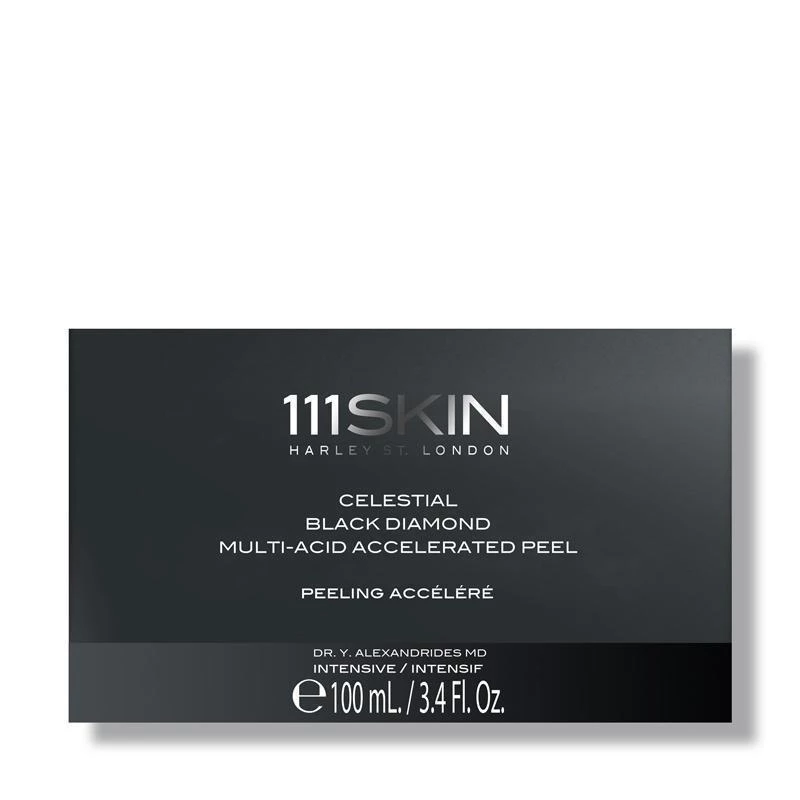 111SKIN
HARLEY ST. LONDON
CELESTIAL
BLACK DIAMOND
MULTI-ACID ACCELERATED PEEL
PEELING ACCÉLÉRÉ
DR. Y. ALEXANDRIDES MD
INTENSIVE / INTENSIF
℮ 100 mL. / 3.4 Fl. Oz.